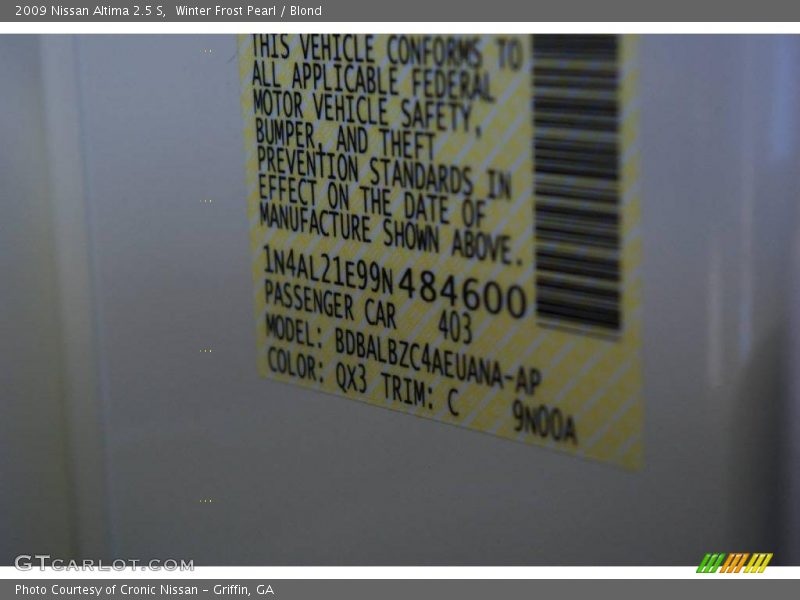 2009 Nissan Altima 2.5 S,  Winter Frost Pearl / Blond
THIS VEHICLE CONFORMS TO
ALL APPLICABLE FEDERAL
MOTOR VEHICLE SAFETY,
BUMPER, AND THEFT
PREVENTION STANDARDS IN
EFFECT ON THE DATE OF
MANUFACTURE SHOWN ABOVE.
1N4AL21E99N484600
PASSENGER CAR 403
MODEL: BDBALBZC4AEUANA-AP
COLOR: QX3 TRIM: C 9N00A
GTCARLOT.COM
Photo Courtesy of Cronic Nissan - Griffin, GA